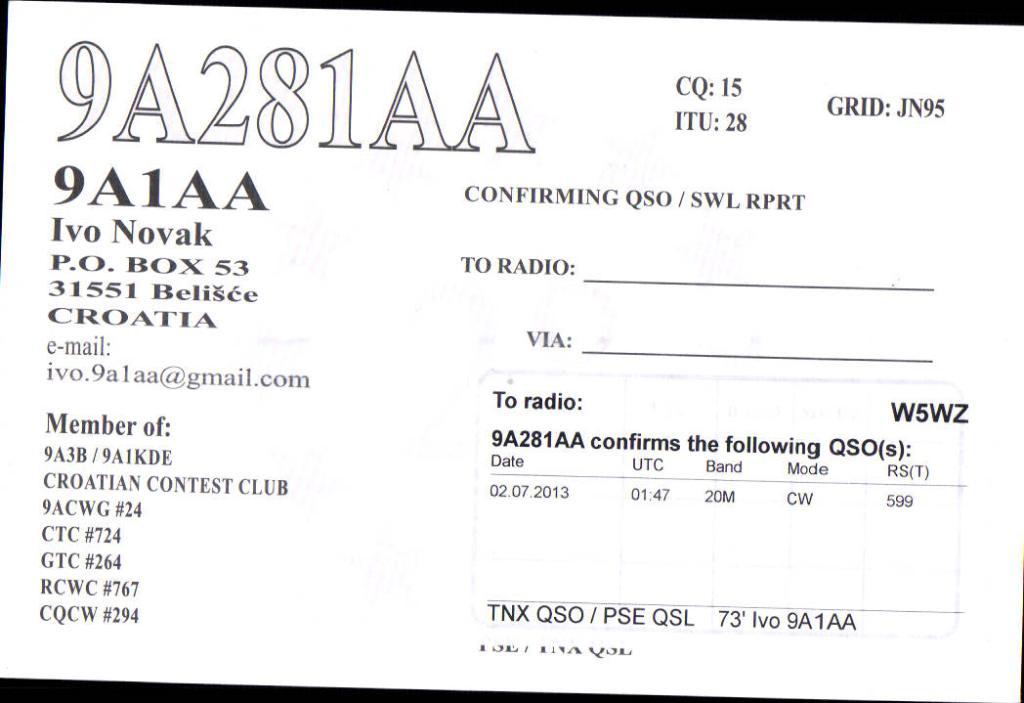 9A281AA
CQ: 15
ITU: 28
GRID: JN95
9A1AA
Ivo Novak
P.O. BOX 53
31551 Belišće
CROATIA
e-mail:
ivo.9a1aa@gmail.com
Member of:
9A3B / 9A1KDE
CROATIAN CONTEST CLUB
9ACWG #24
CTC #724
GTC #264
RCWC #767
CQCW #294
CONFIRMING QSO / SWL RPRT
TO RADIO:
VIA:
To radio: W5WZ
9A281AA confirms the following QSO(s):
Date UTC Band Mode RS(T)
02.07.2013 01:47 20M CW 599
TNX QSO / PSE QSL 73' Ivo 9A1AA
PSE / TNX QSL